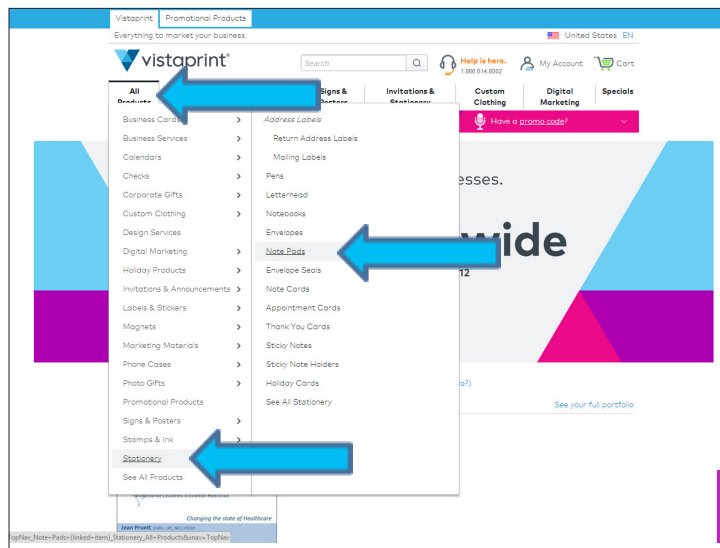 Vistaprint Promotional Products
Everything to market your business.
United States EN
vistaprint®
Search
Help is here.
1.866.614.8002
My Account
Cart
All
Products
Signs &
Posters
Invitations &
Stationery
Custom
Clothing
Digital
Marketing
Specials
Have a promo code?
Business Cards
Business Services
Calendars
Checks
Corporate Gifts
Custom Clothing
Design Services
Digital Marketing
Holiday Products
Invitations & Announcements
Labels & Stickers
Magnets
Marketing Materials
Phone Cases
Photo Gifts
Promotional Products
Signs & Posters
Stamps & Ink
Stationery
See All Products
Address Labels
Return Address Labels
Mailing Labels
Pens
Letterhead
Notebooks
Envelopes
Note Pads
Envelope Seals
Note Cards
Appointment Cards
Thank You Cards
Sticky Notes
Sticky Note Holders
Holiday Cards
See All Stationery
esses.
wide
12
a?)
See your full portfolio
Changing the state of Healthcare
Jean Pruett
TopNav_Note+Pads+(linked+item)_Stationery_All+Products&xnav=TopNav